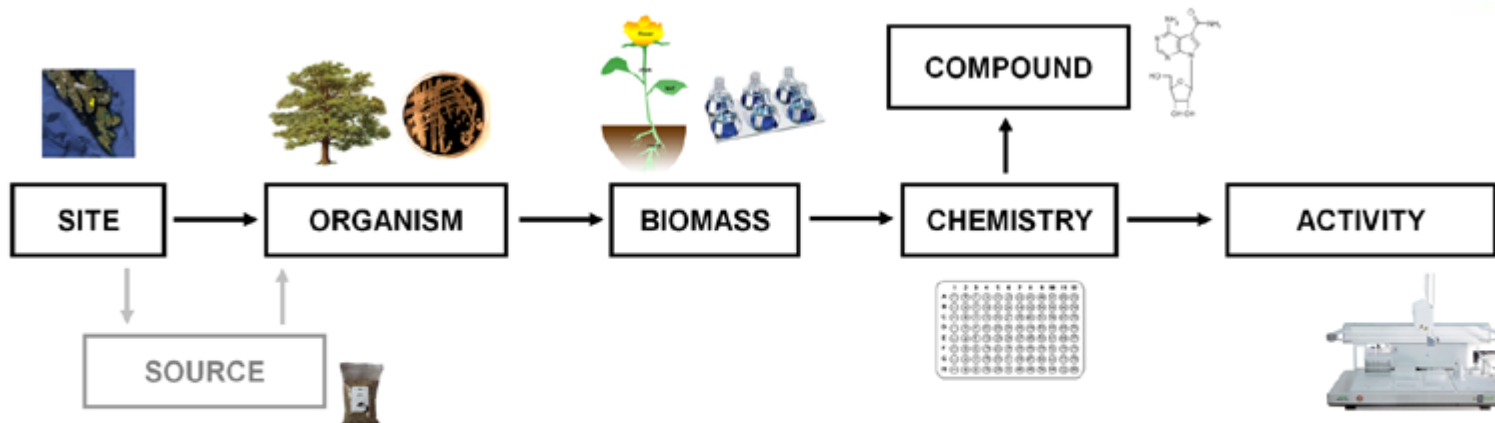 COMPOUND
SITE
ORGANISM
BIOMASS
CHEMISTRY
ACTIVITY
SOURCE